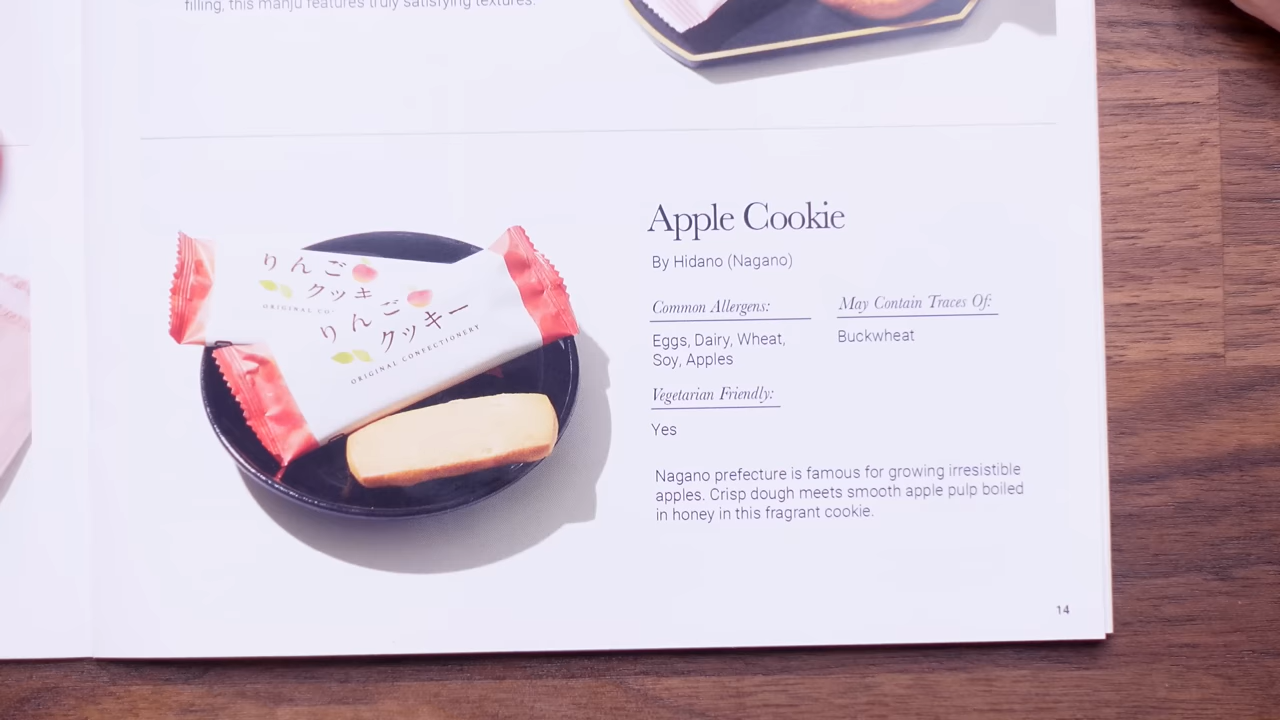 filling, this manju features truly satisfying textures.
りんご
クッキ
ORIGINAL CO
りんご
クッキー
ORIGINAL CONFECTIONERY
Apple Cookie
By Hidano (Nagano)
Common Allergens:
Eggs, Dairy, Wheat,
Soy, Apples
May Contain Traces Of:
Buckwheat
Vegetarian Friendly:
Yes
Nagano prefecture is famous for growing irresistible
apples. Crisp dough meets smooth apple pulp boiled
in honey in this fragrant cookie.
14